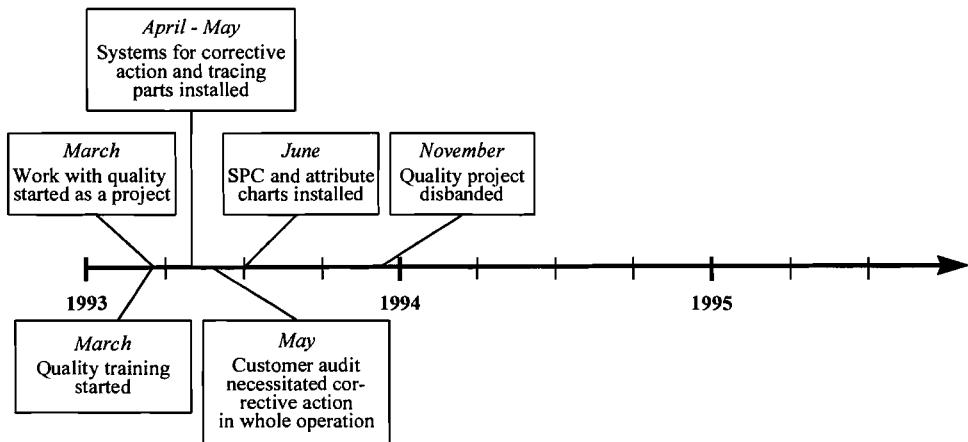 April - May
Systems for corrective
action and tracing
parts installed
March
Work with quality
started as a project
June
SPC and attribute
charts installed
November
Quality project
disbanded
1993
1994
1995
March
Quality training
started
May
Customer audit
necessitated cor-
rective action
in whole operation